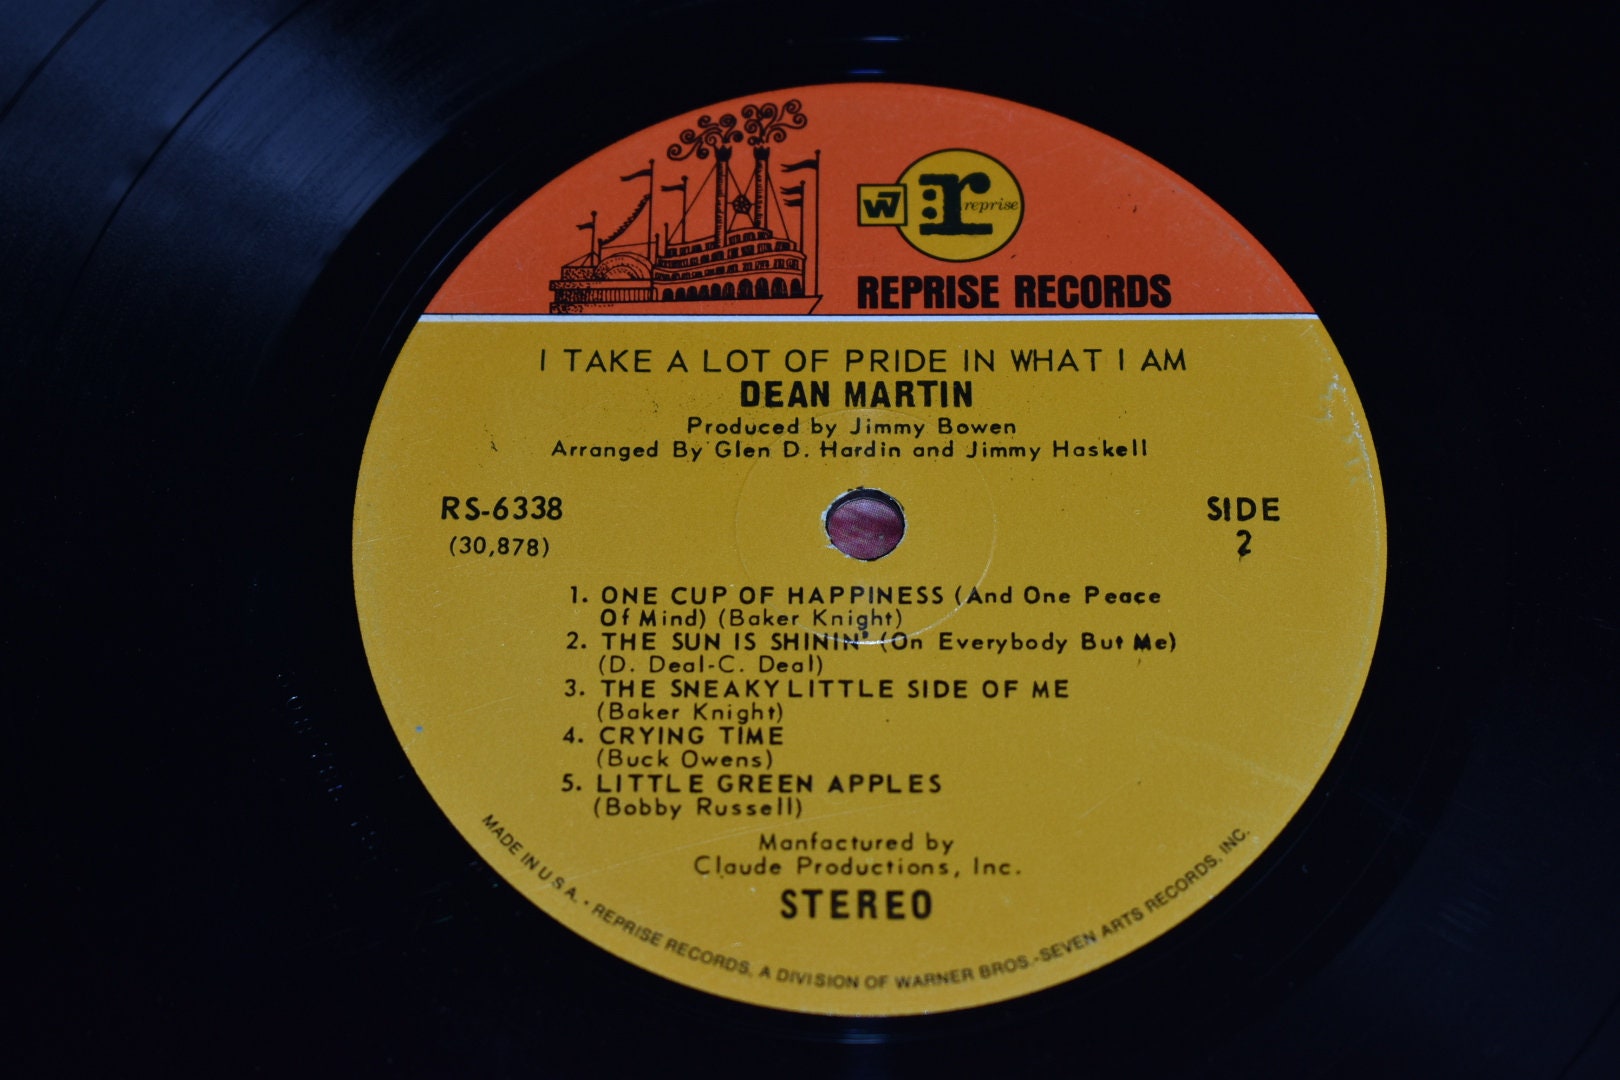 W7 r reprise
REPRISE RECORDS
I TAKE A LOT OF PRIDE IN WHAT I AM
DEAN MARTIN
Produced by Jimmy Bowen
Arranged By Glen D. Hardin and Jimmy Haskell
RS-6338
(30,878)
SIDE
2
1. ONE CUP OF HAPPINESS (And One Peace
Of Mind) (Baker Knight)
2. THE SUN IS SHININ' (On Everybody But Me)
(D. Deal-C. Deal)
3. THE SNEAKY LITTLE SIDE OF ME
(Baker Knight)
4. CRYING TIME
(Buck Owens)
5. LITTLE GREEN APPLES
(Bobby Russell)
Manfactured by
Claude Productions, Inc.
STEREO
MADE IN U.S.A. · REPRISE RECORDS, A DIVISION OF WARNER BROS.-SEVEN ARTS RECORDS, INC.